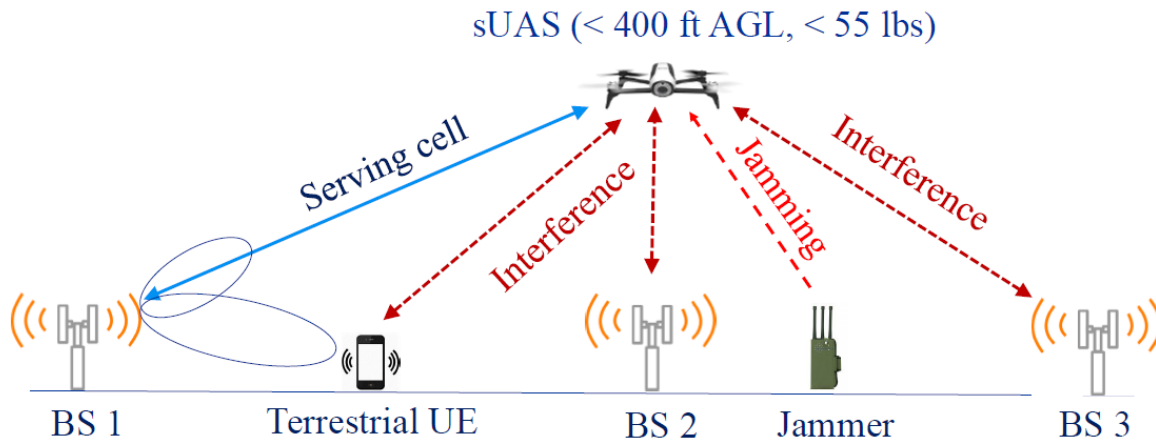 sUAS (< 400 ft AGL, < 55 lbs)
Serving cell
Interference
Jamming
Interference
BS 1
Terrestrial UE
BS 2
Jammer
BS 3